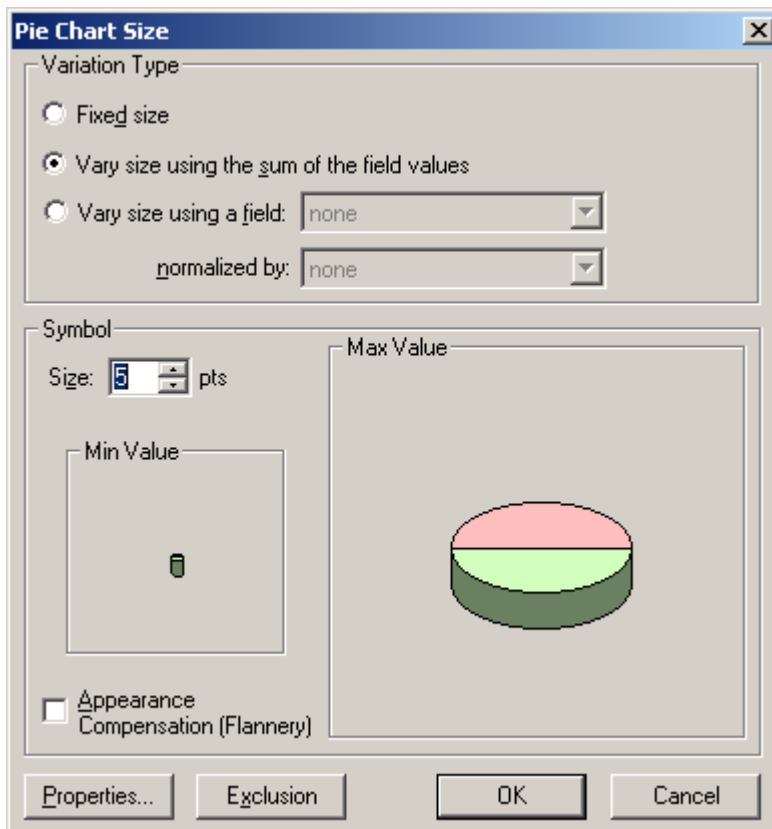 Pie Chart Size
Variation Type
Fixed size
Vary size using the sum of the field values
Vary size using a field: none
normalized by: none
Symbol
Size: 5 pts
Max Value
Min Value
Appearance
Compensation (Flannery)
Properties... Exclusion OK Cancel